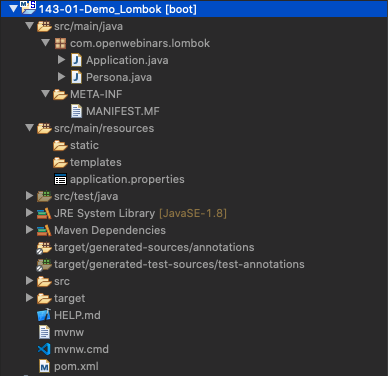 143-01-Demo_Lombok [boot]
src/main/java
com.openwebinars.lombok
Application.java
Persona.java
META-INF
MANIFEST.MF
src/main/resources
static
templates
application.properties
src/test/java
JRE System Library [JavaSE-1.8]
Maven Dependencies
target/generated-sources/annotations
target/generated-test-sources/test-annotations
src
target
HELP.md
mvnw
mvnw.cmd
pom.xml